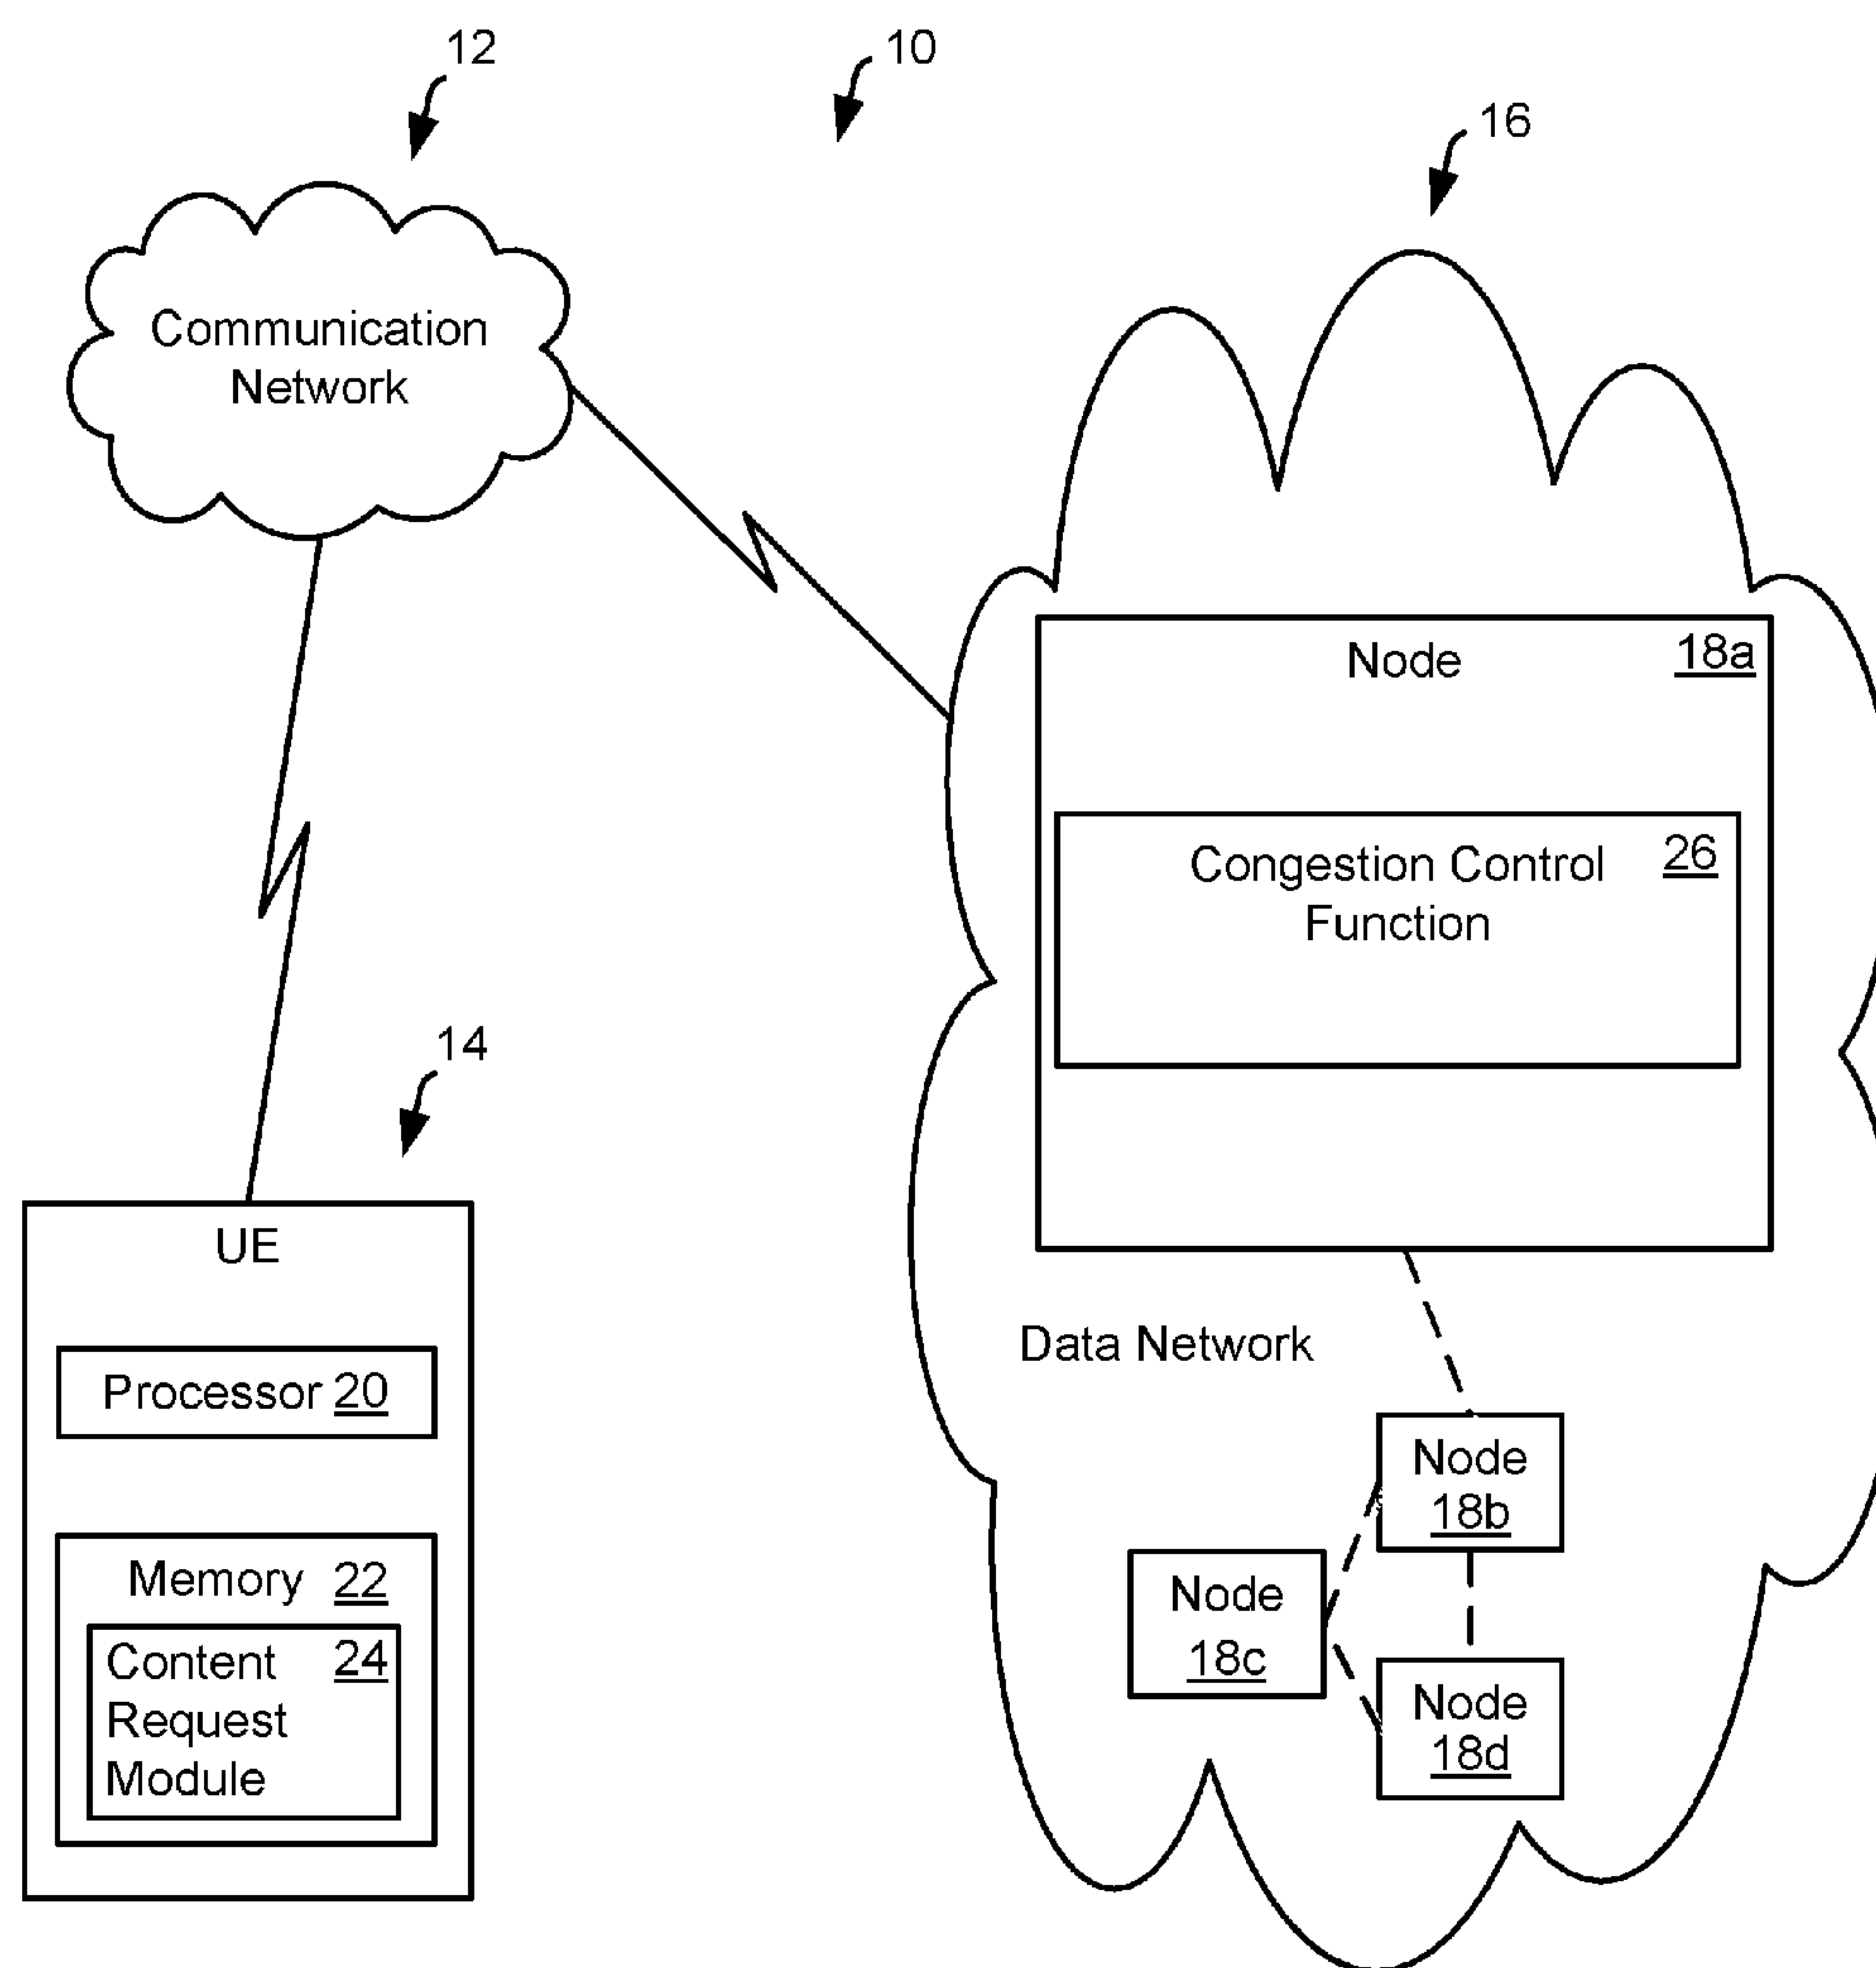 12
10
16
Communication
Network
Node 18a
Congestion Control 26
Function
14
UE
Processor 20
Memory 22
Content 24
Request
Module
Data Network
Node
18b
Node
18c
Node
18d